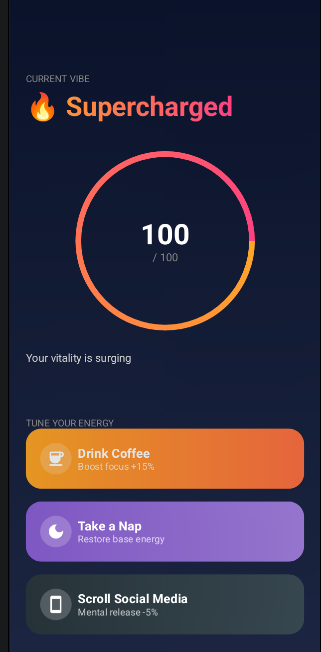 CURRENT VIBE
🔥 Supercharged
100
/ 100
Your vitality is surging
TUNE YOUR ENERGY
Drink Coffee
Boost focus +15%
Take a Nap
Restore base energy
Scroll Social Media
Mental release -5%